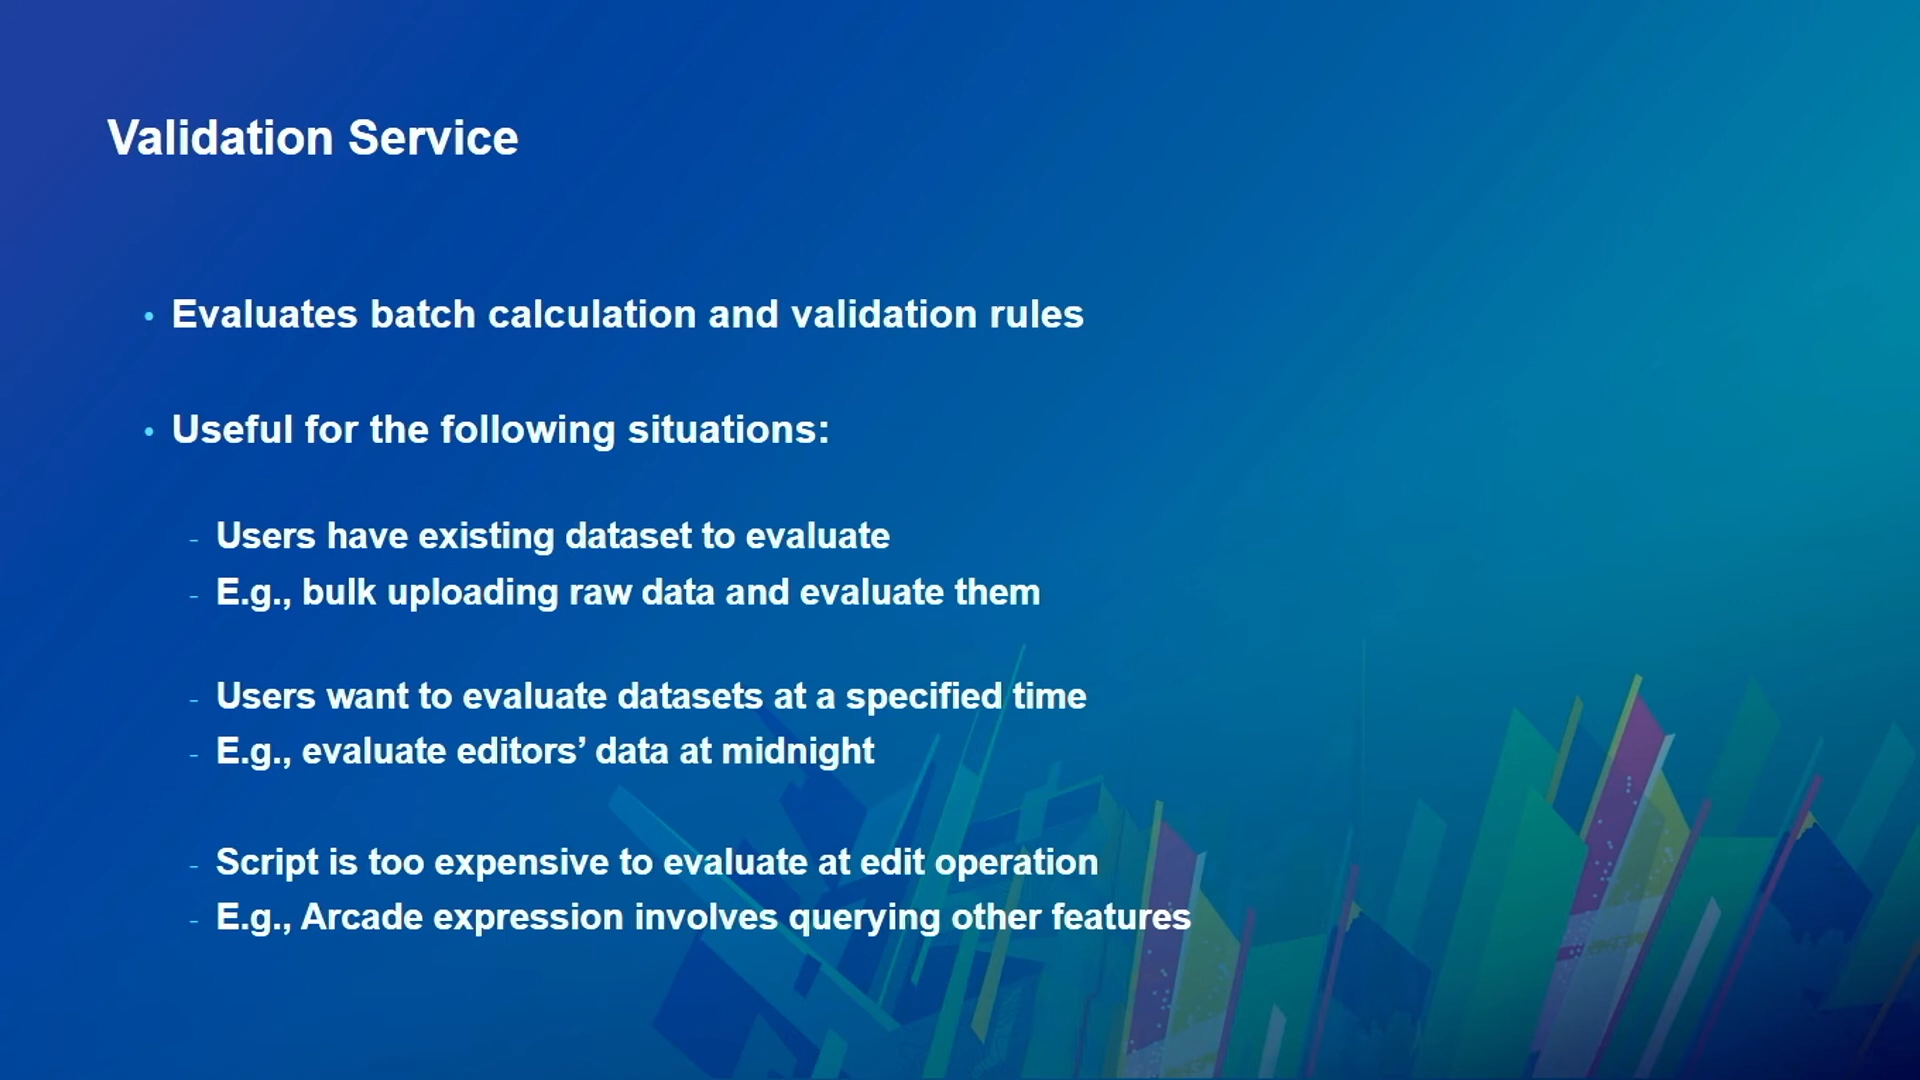 Validation Service
• Evaluates batch calculation and validation rules
• Useful for the following situations:
- Users have existing dataset to evaluate
- E.g., bulk uploading raw data and evaluate them
- Users want to evaluate datasets at a specified time
- E.g., evaluate editors’ data at midnight
- Script is too expensive to evaluate at edit operation
- E.g., Arcade expression involves querying other features